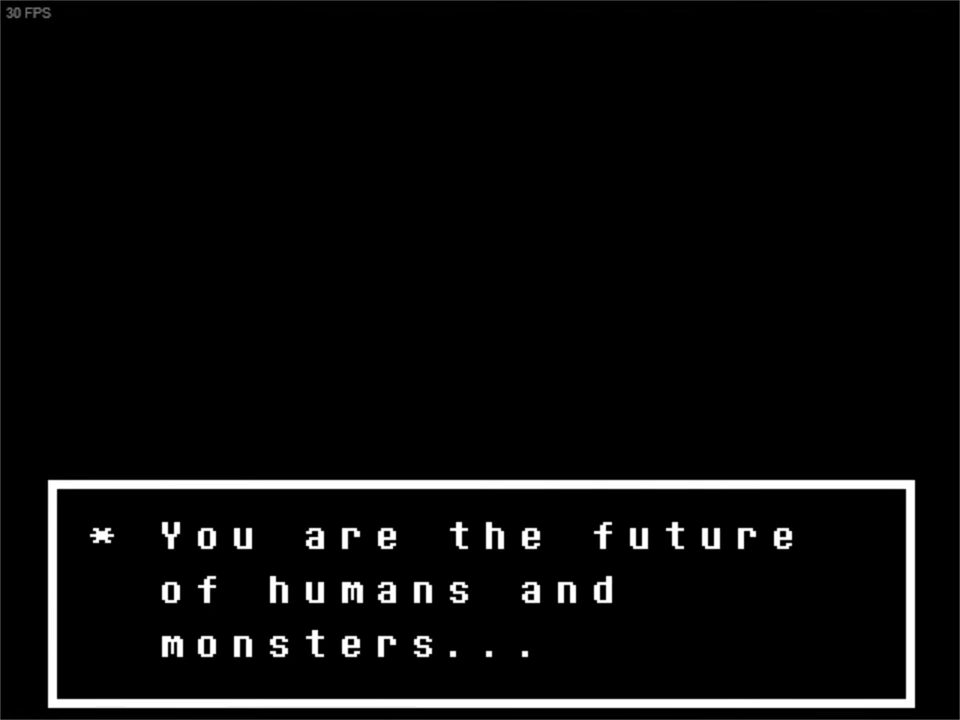 30 FPS
* You are the future
of humans and
monsters...